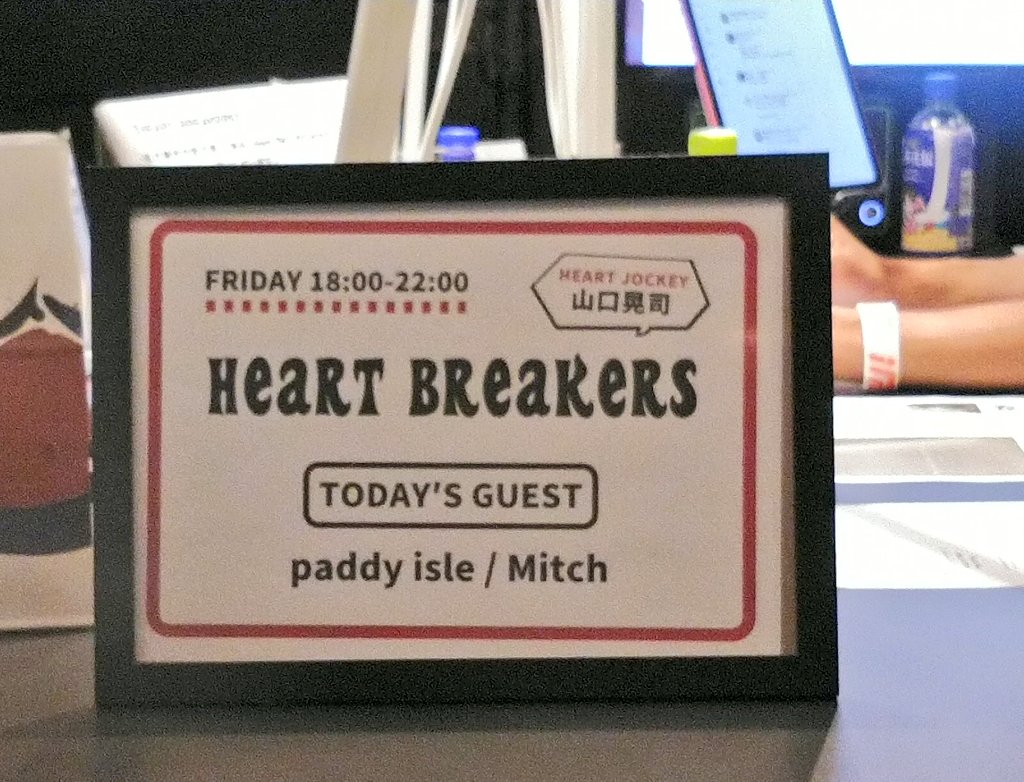 FRIDAY 18:00-22:00
HEART JOCKEY
山口晃司
HEART BREAKERS
TODAY'S GUEST
paddy isle / Mitch